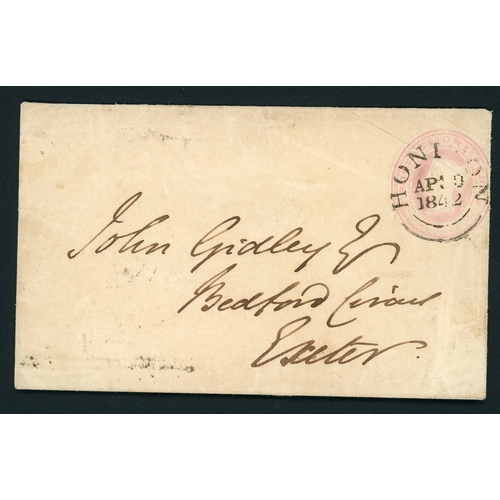 HONITON
AP 9
1842
John Gidley Esq
Bedford Circus
Exeter.